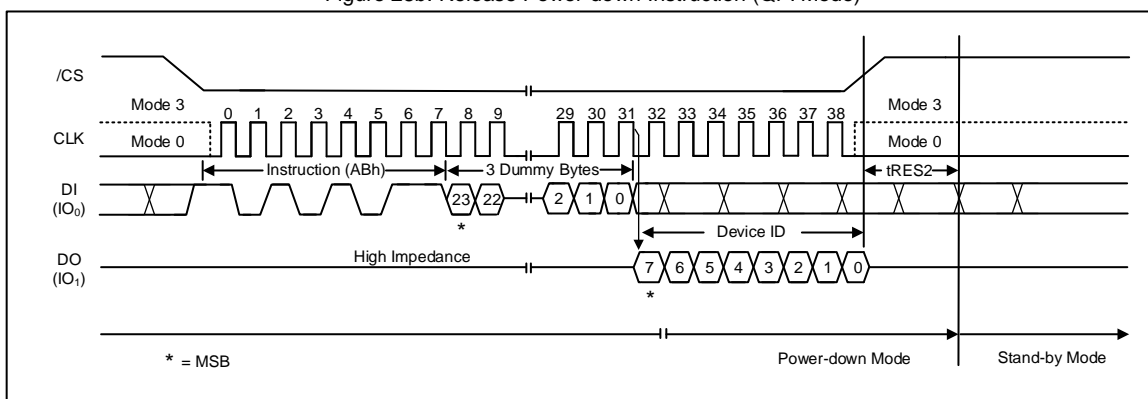 Figure Release Power-down Instruction (QPI Mode)
/CS
Mode 3 0 1 2 3 4 5 6 7 8 9 29 30 31 32 33 34 35 36 37 38 Mode 3
CLK Mode 0 Mode 0
Instruction (ABh) 3 Dummy Bytes tRES2
DI
(IO₀)
23 22 2 1 0
*
Device ID
DO
(IO₁)
High Impedance
7 6 5 4 3 2 1 0
*
* = MSB
Power-down Mode Stand-by Mode